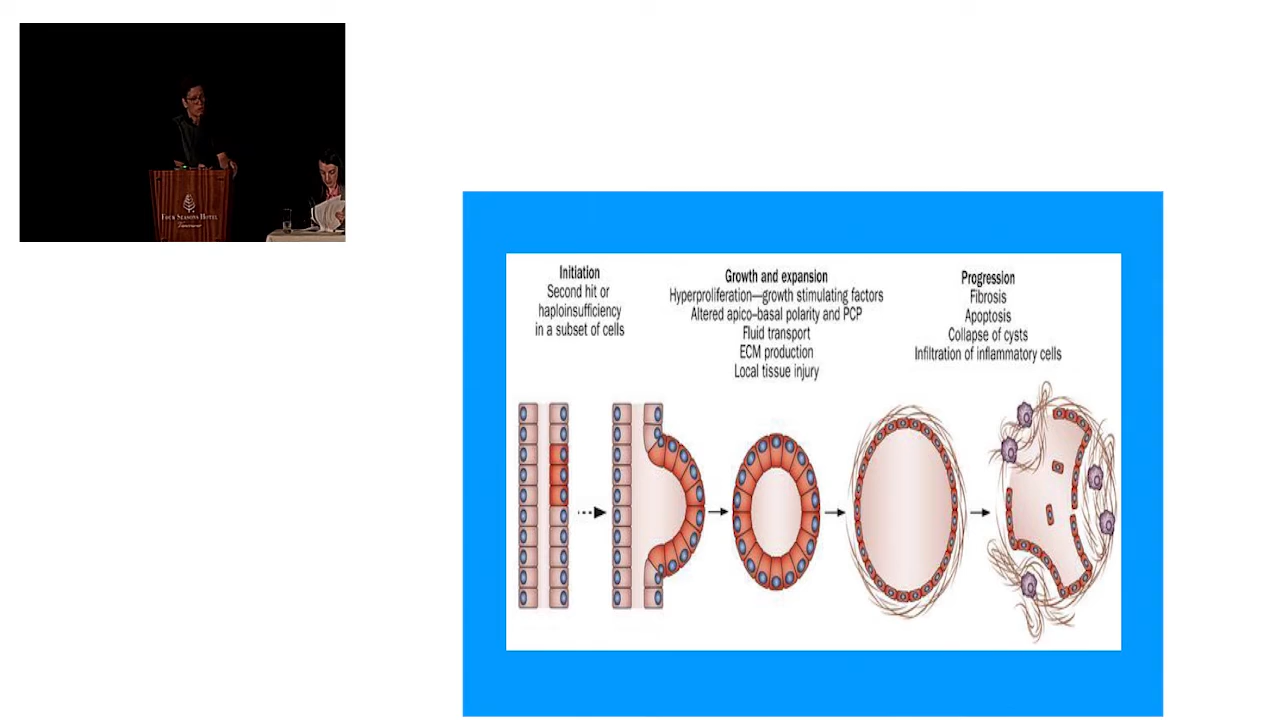 FOUR SEASONS HOTEL
Vancouver
Initiation
Second hit or
haploinsufficiency
in a subset of cells
Growth and expansion
Hyperproliferation—growth stimulating factors
Altered apico–basal polarity and PCP
Fluid transport
ECM production
Local tissue injury
Progression
Fibrosis
Apoptosis
Collapse of cysts
Infiltration of inflammatory cells